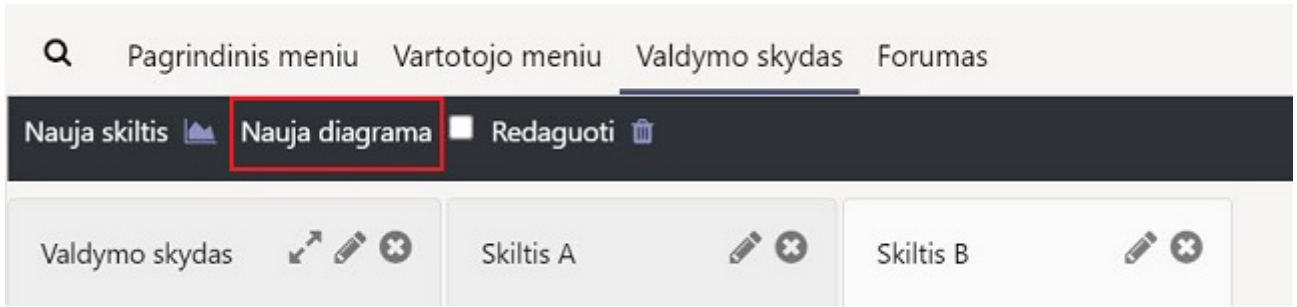 Pagrindinis meniu Vartotojo meniu Valdymo skydas Forumas
Nauja skiltis Nauja diagrama Redaguoti
Valdymo skydas Skiltis A Skiltis B